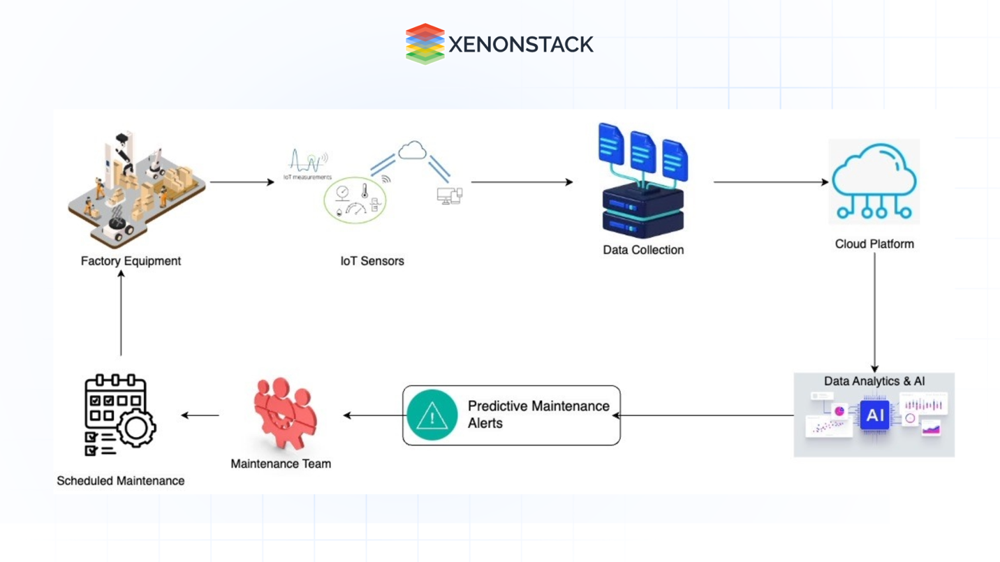 XENONSTACK
IoT measurements
Factory Equipment
IoT Sensors
Data Collection
Cloud Platform
Data Analytics & AI
AI
Predictive Maintenance
Alerts
Maintenance Team
Scheduled Maintenance